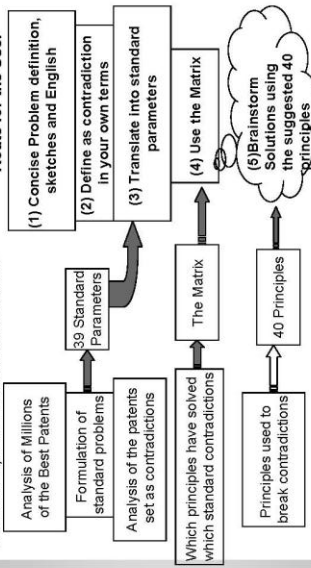 Analysis of Millions
of the Best Patents
Formulation of
standard problems
Analysis of the patents
set as contradictions
39 Standard
Parameters
(1) Concise Problem definition,
sketches and English
(2) Define as contradiction
in your own terms
(3) Translate into standard
parameters
Which principles have solved
which standard contradictions
The Matrix
(4) Use the Matrix
Principles used to
break contradictions
40 Principles
(5)Brainstorm
Solutions using
the suggested 40
principles